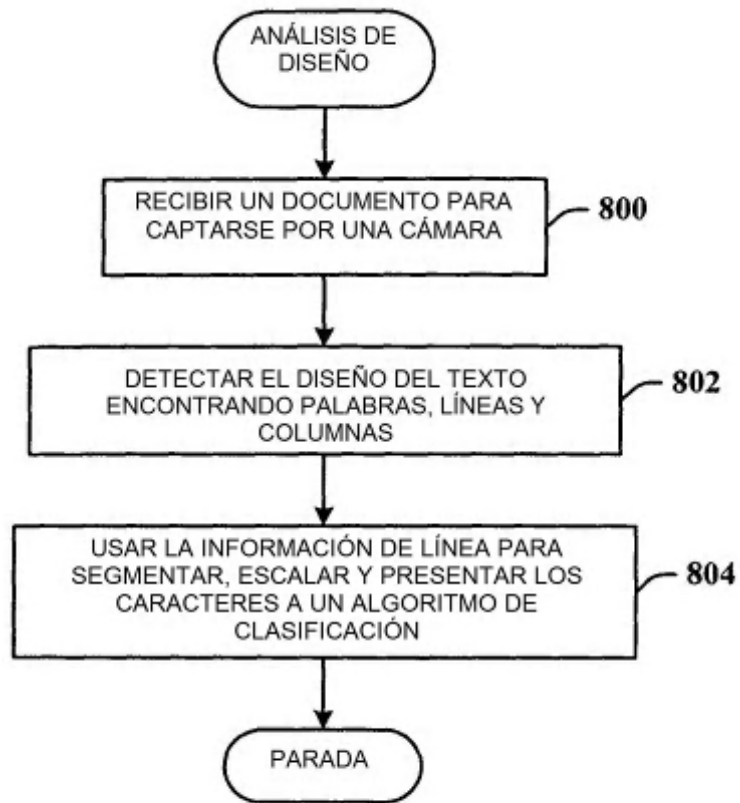 ANÁLISIS DE
DISEÑO
RECIBIR UN DOCUMENTO PARA
CAPTARSE POR UNA CÁMARA
800
DETECTAR EL DISEÑO DEL TEXTO
ENCONTRANDO PALABRAS, LÍNEAS Y
COLUMNAS
802
USAR LA INFORMACIÓN DE LÍNEA PARA
SEGMENTAR, ESCALAR Y PRESENTAR LOS
CARACTERES A UN ALGORITMO DE
CLASIFICACIÓN
804
PARADA